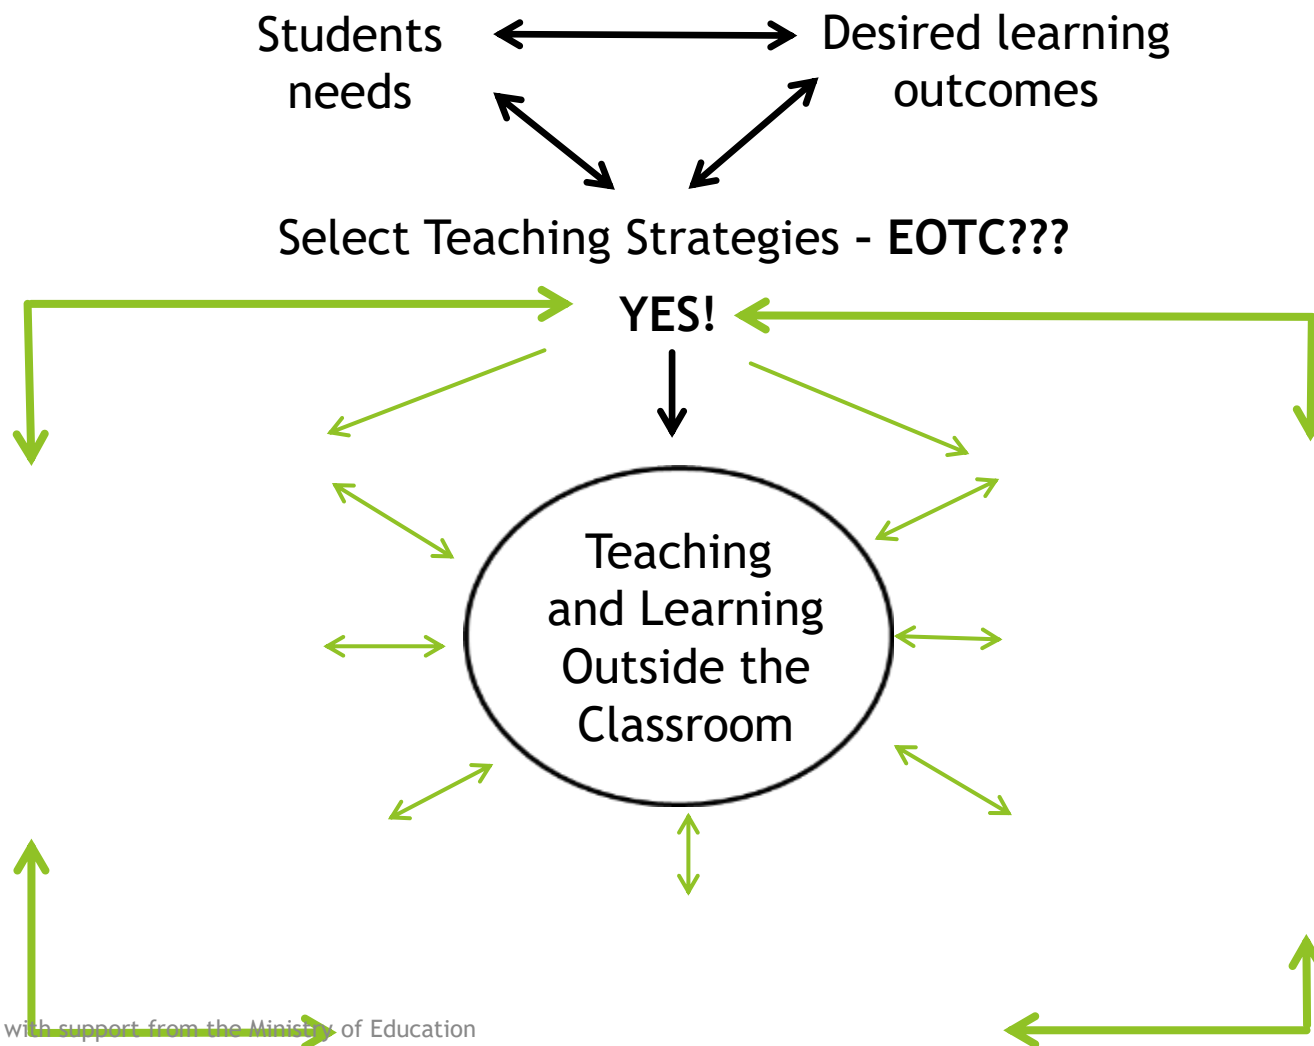 Students
needs
Desired learning
outcomes
Select Teaching Strategies - EOTC???
YES!
Teaching
and Learning
Outside the
Classroom
with support from the Ministry of Education